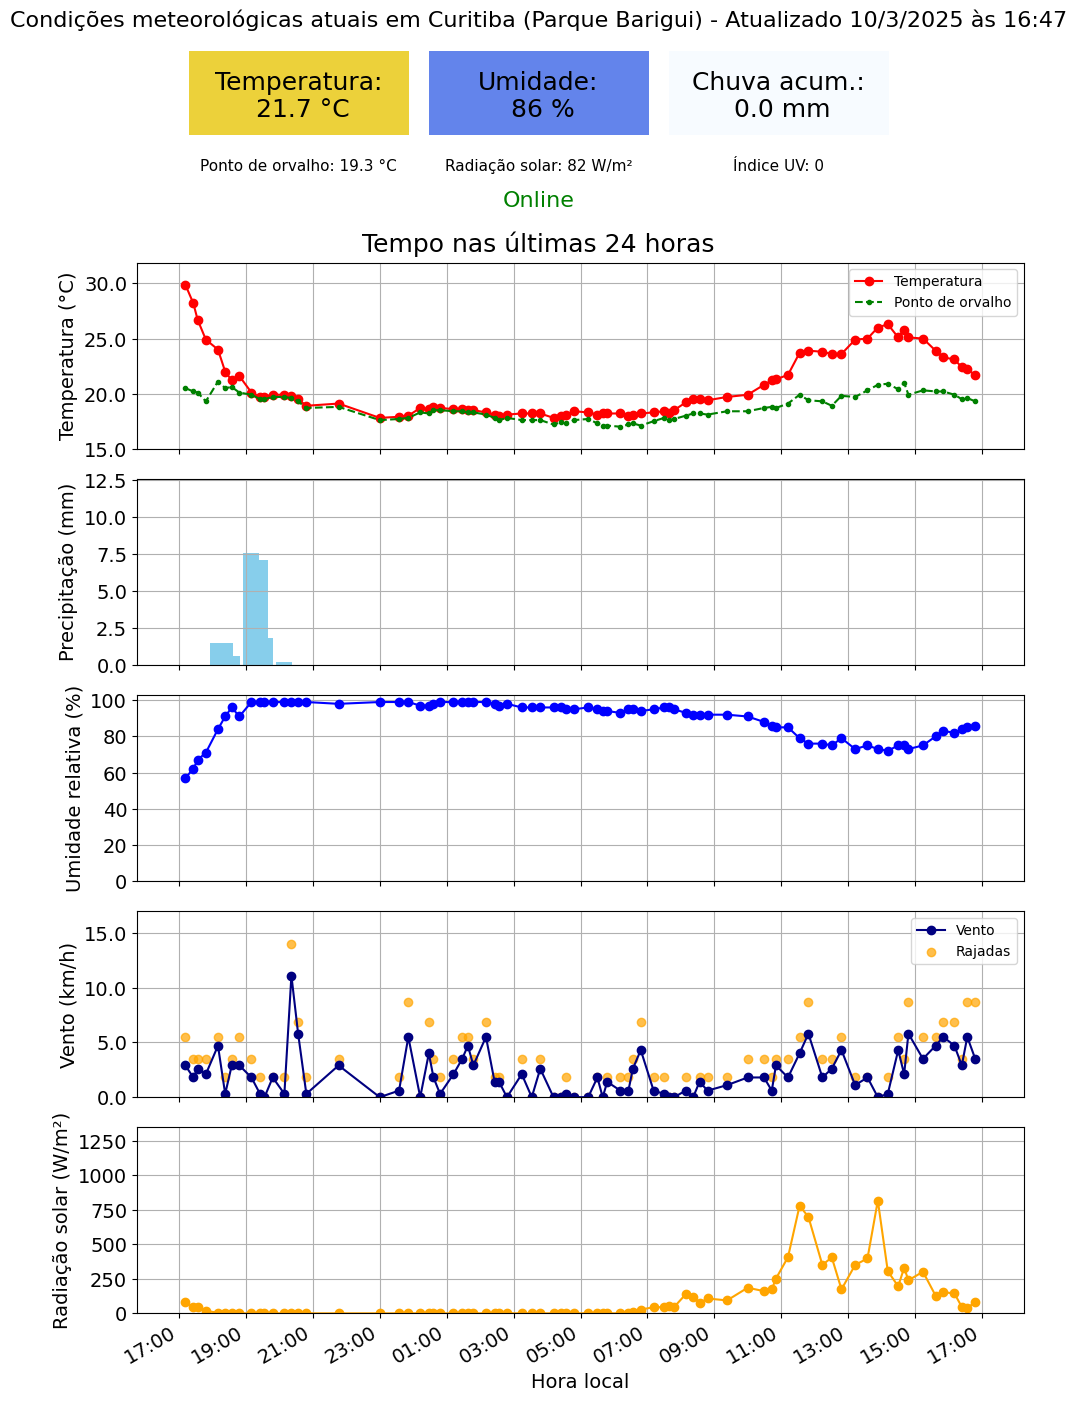 Condições meteorológicas atuais em Curitiba (Parque Barigui) - Atualizado 10/3/2025 às 16:47
Temperatura:
21.7 °C
Umidade:
86 %
Chuva acum.:
0.0 mm
Ponto de orvalho: 19.3 °C
Radiação solar: 82 W/m²
Índice UV: 0
Online
Tempo nas últimas 24 horas
Temperatura (°C)
30.0
25.0
20.0
15.0
Temperatura
Ponto de orvalho
Precipitação (mm)
12.5
10.0
7.5
5.0
2.5
0.0
Umidade relativa (%)
100
80
60
40
20
0
Vento (km/h)
15.0
10.0
5.0
0.0
Vento
Rajadas
Radiação solar (W/m²)
1250
1000
750
500
250
0
17:00
19:00
21:00
23:00
01:00
03:00
05:00
07:00
09:00
11:00
13:00
15:00
17:00
Hora local